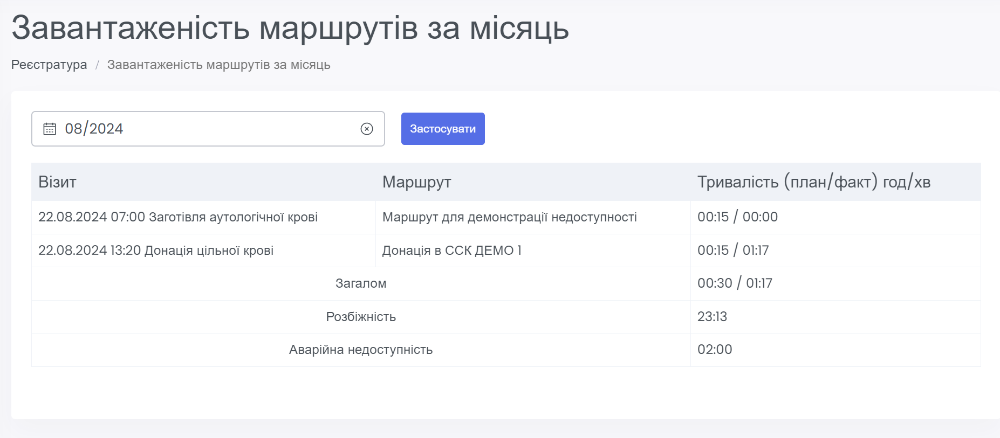 Завантаженість маршрутів за місяць
Реєстратура / Завантаженість маршрутів за місяць
08/2024 Застосувати
Візит Маршрут Тривалість (план/факт) год/хв
22.08.2024 07:00 Заготівля аутологічної крові Маршрут для демонстрації недоступності 00:15 / 00:00
22.08.2024 13:20 Донація цільної крові Донація в ССК ДЕМО 1 00:15 / 01:17
Загалом 00:30 / 01:17
Розбіжність 23:13
Аварійна недоступність 02:00